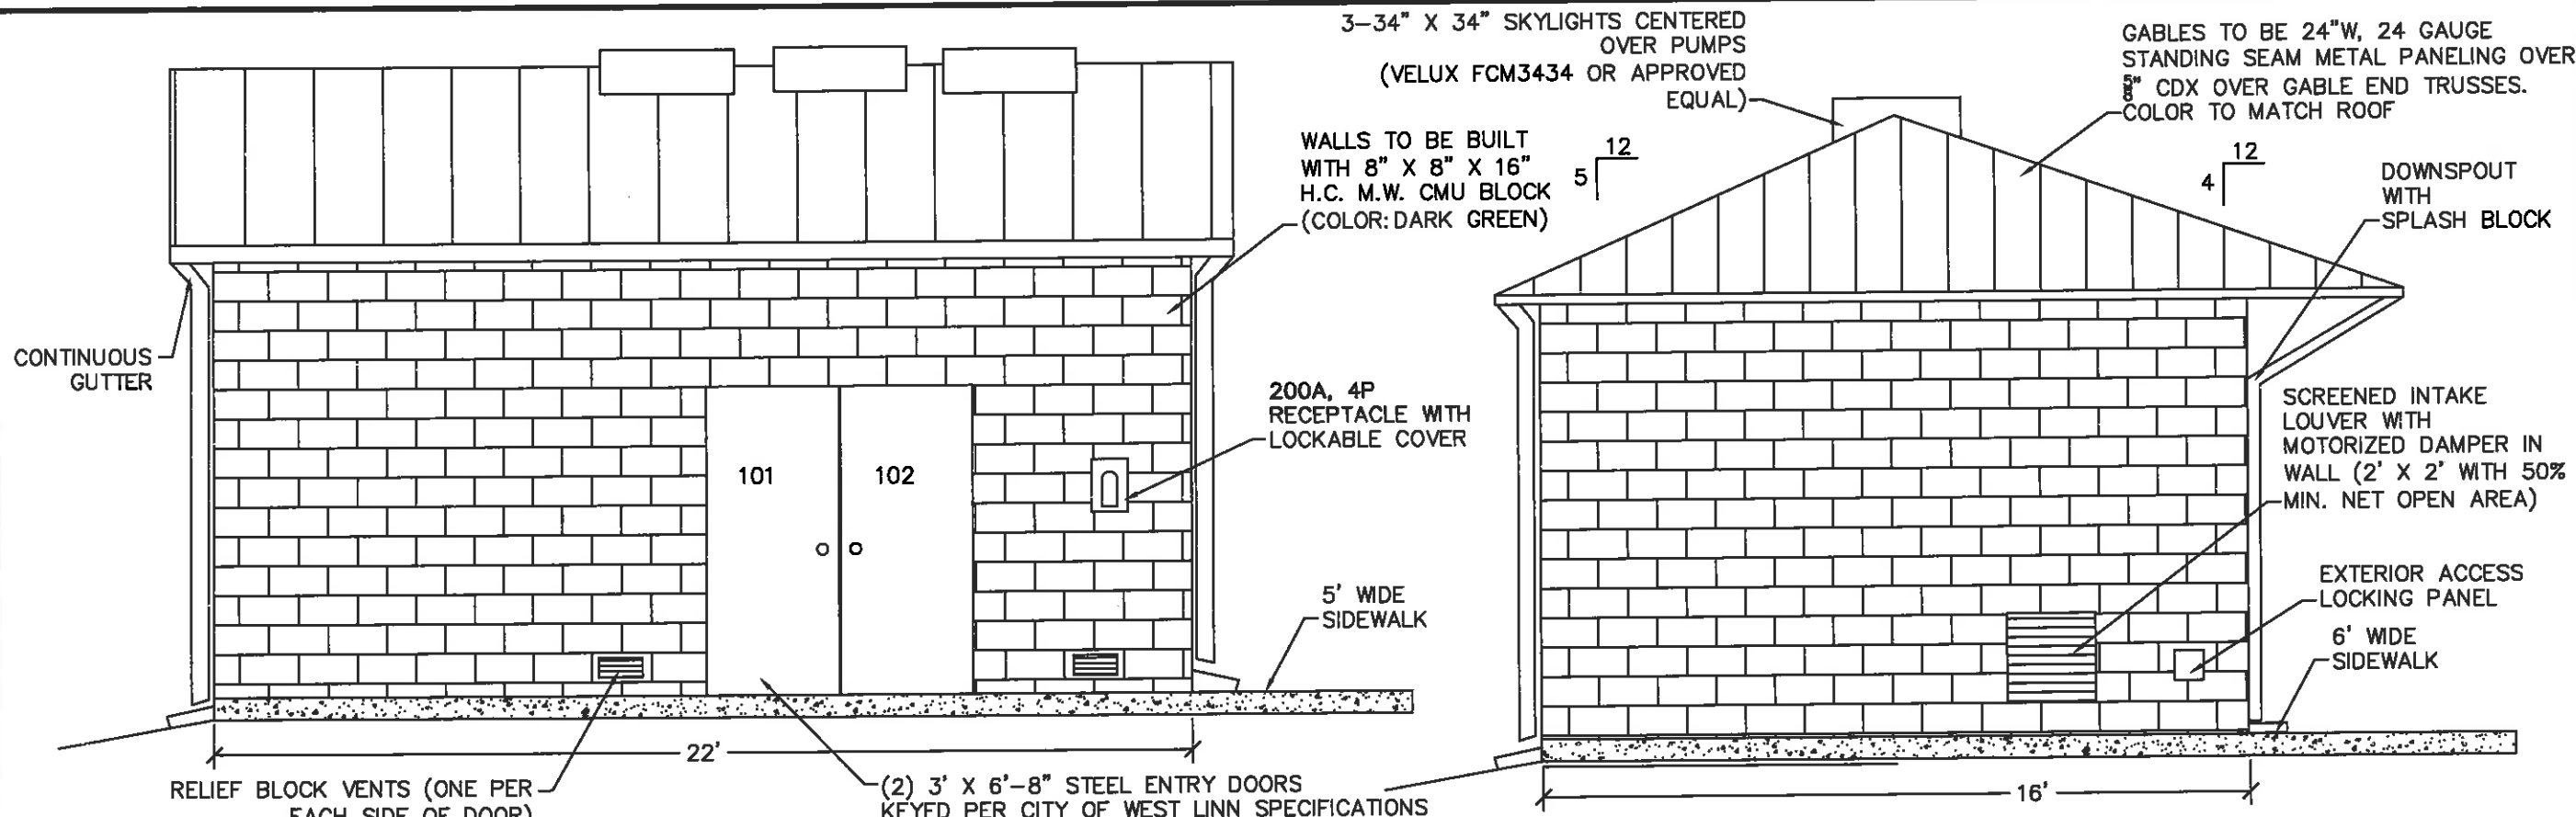 3-34" X 34" SKYLIGHTS CENTERED
OVER PUMPS
(VELUX FCM3434 OR APPROVED
EQUAL)
GABLES TO BE 24"W, 24 GAUGE
STANDING SEAM METAL PANELING OVER
5/8" CDX OVER GABLE END TRUSSES.
COLOR TO MATCH ROOF
WALLS TO BE BUILT
WITH 8" X 8" X 16"
H.C. M.W. CMU BLOCK
(COLOR: DARK GREEN)
12
5
12
4
DOWNSPOUT
WITH
SPLASH BLOCK
CONTINUOUS
GUTTER
200A, 4P
RECEPTACLE WITH
LOCKABLE COVER
SCREENED INTAKE
LOUVER WITH
MOTORIZED DAMPER IN
WALL (2' X 2' WITH 50%
MIN. NET OPEN AREA)
101
102
5' WIDE
SIDEWALK
EXTERIOR ACCESS
LOCKING PANEL
6' WIDE
SIDEWALK
22'
16'
RELIEF BLOCK VENTS (ONE PER
EACH SIDE OF DOOR)
(2) 3' X 6'-8" STEEL ENTRY DOORS
KEYED PER CITY OF WEST LINN SPECIFICATIONS